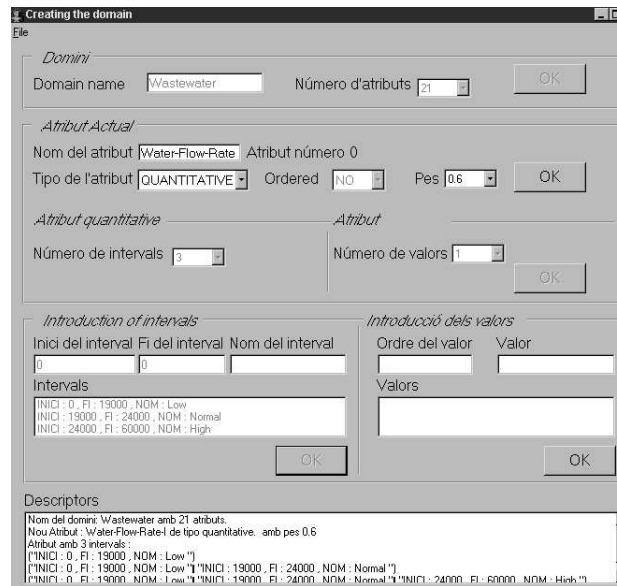 Creating the domain
File
Domini
Domain name Wastewater Número d'atributs 21 OK
Atribut Actual
Nom del atribut Water-Flow-Rate Atribut número 0
Tipo de l'atribut QUANTITATIVE Ordered NO Pes 0.6 OK
Atribut quantitative Atribut
Número de intervals 3 Número de valors 1
OK
Introduction of intervals Introducció dels valors
Inici del interval Fi del interval Nom del interval Ordre del valor Valor
0 0
Intervals Valors
INICI : 0 , FI : 19000 , NOM : Low
INICI : 19000 , FI : 24000 , NOM : Normal
INICI : 24000 , FI : 60000 , NOM : High
OK OK
Descriptors
Nom del domini: Wastewater amb 21 atributs.
Nou Atribut : Water-Flow-Rate-I de tipo quantitative. amb pes 0.6
Atribut amb 3 intervals :
("INICI : 0 , FI : 19000 , NOM : Low ")
("INICI : 0 , FI : 19000 , NOM : Low ")( "INICI : 19000 , FI : 24000 , NOM : Normal ")
("INICI : 0 , FI : 19000 , NOM : Low ")( "INICI : 19000 , FI : 24000 , NOM : Normal ")( "INICI : 24000 , FI : 60000 , NOM : High ")